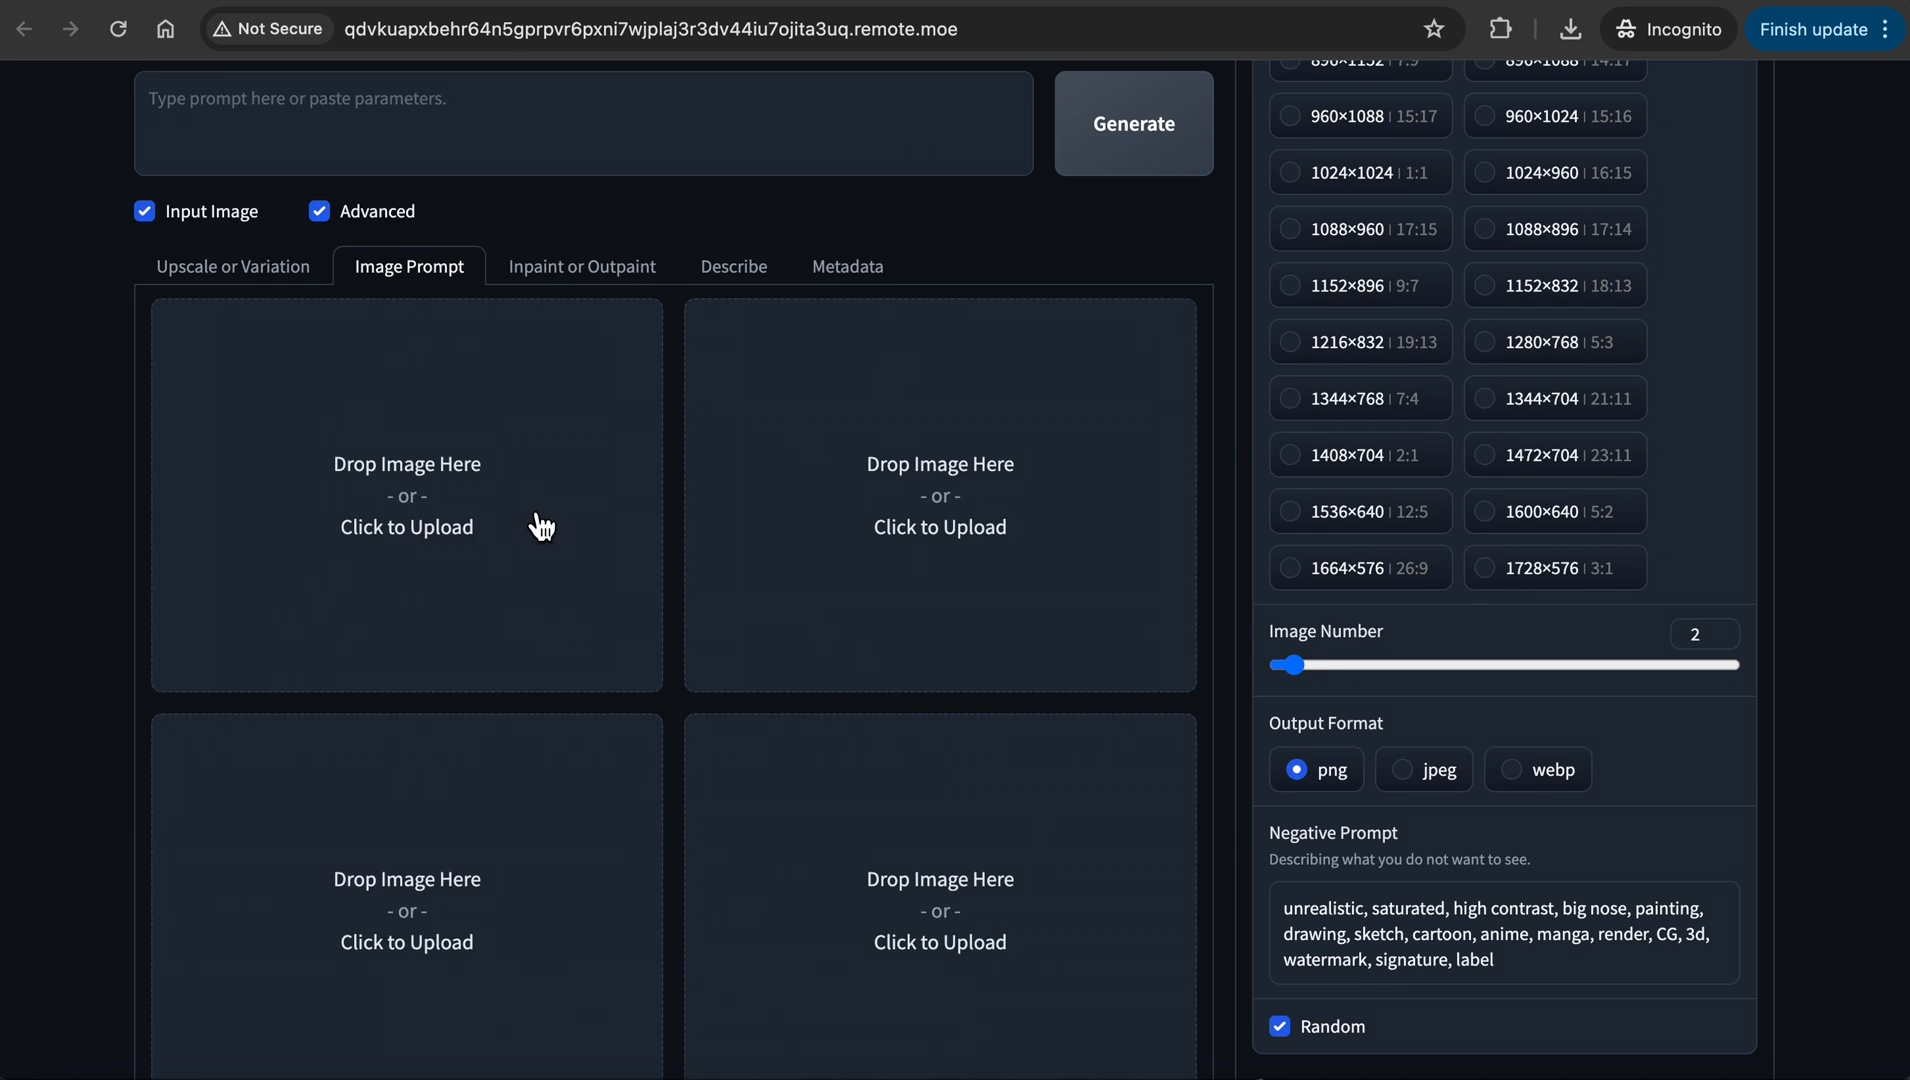 Not Secure
qdvkuapxbehr64n5gprpvr6pxni7wjplaj3r3dv44iu7ojita3uq.remote.moe
Incognito
Finish update
Type prompt here or paste parameters.
Generate
Input Image
Advanced
Upscale or Variation
Image Prompt
Inpaint or Outpaint
Describe
Metadata
Drop Image Here
- or -
Click to Upload
Drop Image Here
- or -
Click to Upload
Drop Image Here
- or -
Click to Upload
Drop Image Here
- or -
Click to Upload
896×1152 | 7:9
896×1088 | 14:17
960×1088 | 15:17
960×1024 | 15:16
1024×1024 | 1:1
1024×960 | 16:15
1088×960 | 17:15
1088×896 | 17:14
1152×896 | 9:7
1152×832 | 18:13
1216×832 | 19:13
1280×768 | 5:3
1344×768 | 7:4
1344×704 | 21:11
1408×704 | 2:1
1472×704 | 23:11
1536×640 | 12:5
1600×640 | 5:2
1664×576 | 26:9
1728×576 | 3:1
Image Number
2
Output Format
png
jpeg
webp
Negative Prompt
Describing what you do not want to see.
unrealistic, saturated, high contrast, big nose, painting,
drawing, sketch, cartoon, anime, manga, render, CG, 3d,
watermark, signature, label
Random